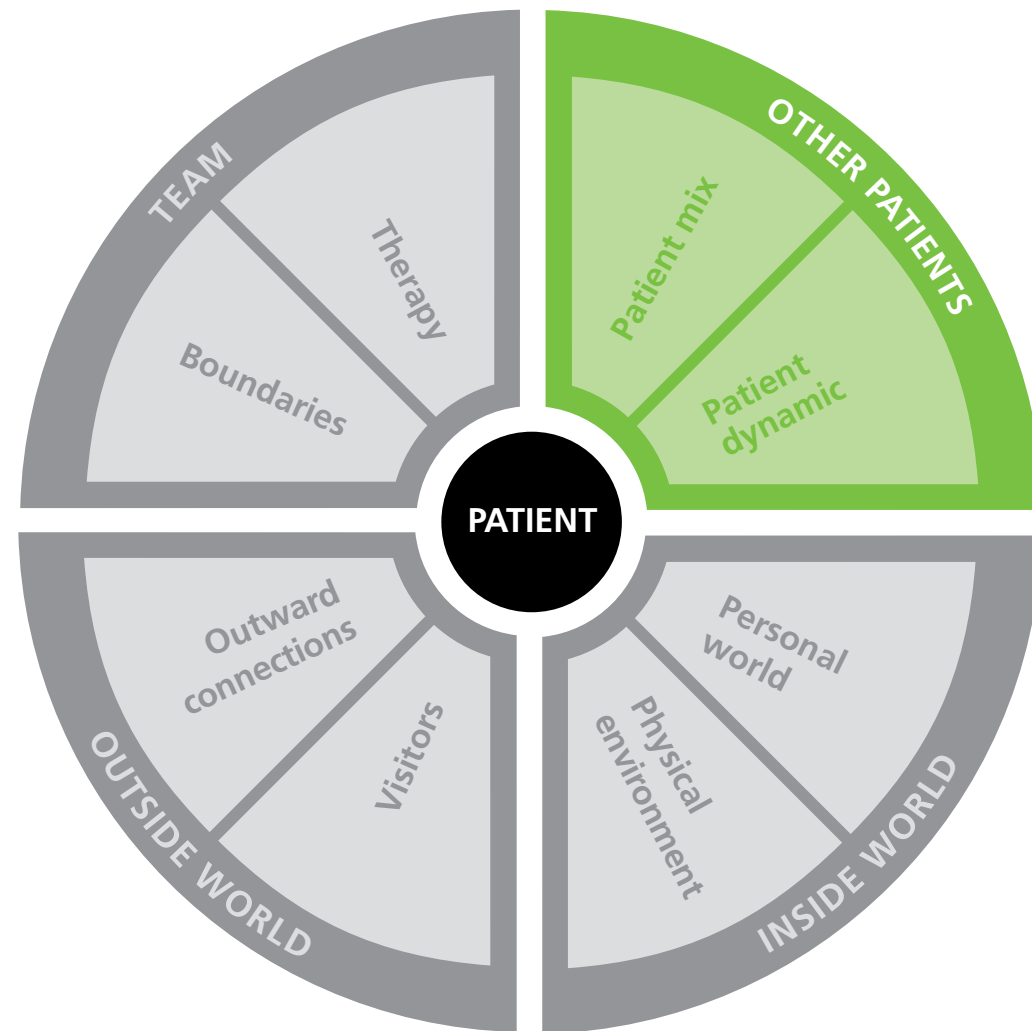 TEAM
Therapy
Boundaries
OTHER PATIENTS
Patient mix
Patient
dynamic
PATIENT
Outward
connections
Visitors
OUTSIDE WORLD
Personal
world
Physical
environment
INSIDE WORLD